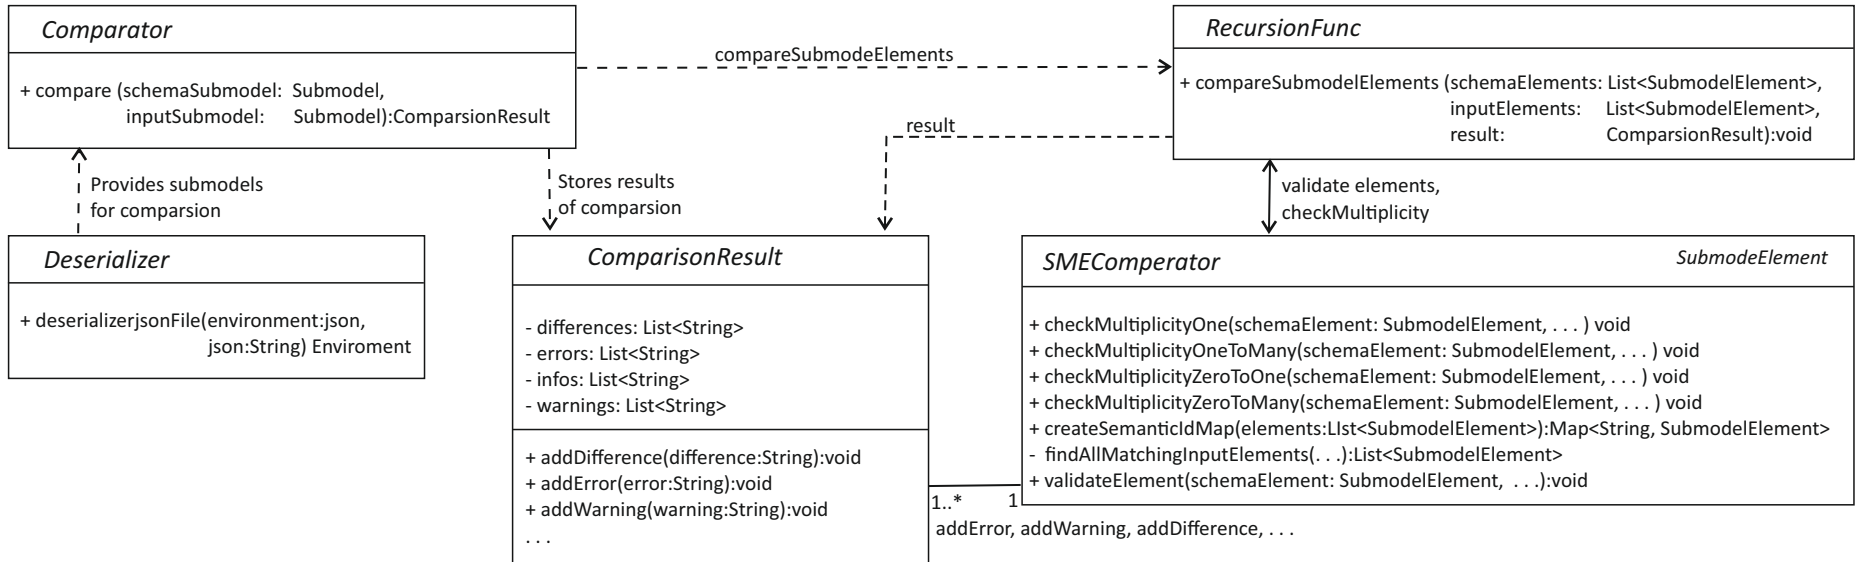 Comparator
+ compare (schemaSubmodel: Submodel,
inputSubmodel: Submodel):ComparsionResult
compareSubmodeElements
RecursionFunc
+ compareSubmodelElements (schemaElements: List<SubmodelElement>,
inputElements: List<SubmodelElement>,
result: ComparsionResult):void
result
Provides submodels
for comparsion
Stores results
of comparsion
validate elements,
checkMultiplicity
Deserializer
+ deserializerjsonFile(environment:json,
json:String) Enviroment
ComparisonResult
- differences: List<String>
- errors: List<String>
- infos: List<String>
- warnings: List<String>
+ addDifference(difference:String):void
+ addError(error:String):void
+ addWarning(warning:String):void
. . .
SMEComperator
SubmodeElement
+ checkMultiplicityOne(schemaElement: SubmodelElement, . . . ) void
+ checkMultiplicityOneToMany(schemaElement: SubmodelElement, . . . ) void
+ checkMultiplicityZeroToOne(schemaElement: SubmodelElement, . . . ) void
+ checkMultiplicityZeroToMany(schemaElement: SubmodelElement, . . . ) void
+ createSemanticIdMap(elements:LIst<SubmodelElement>):Map<String, SubmodelElement>
- findAllMatchingInputElements(. . .):List<SubmodelElement>
+ validateElement(schemaElement: SubmodelElement, . . .):void
1..* 1
addError, addWarning, addDifference, . . .